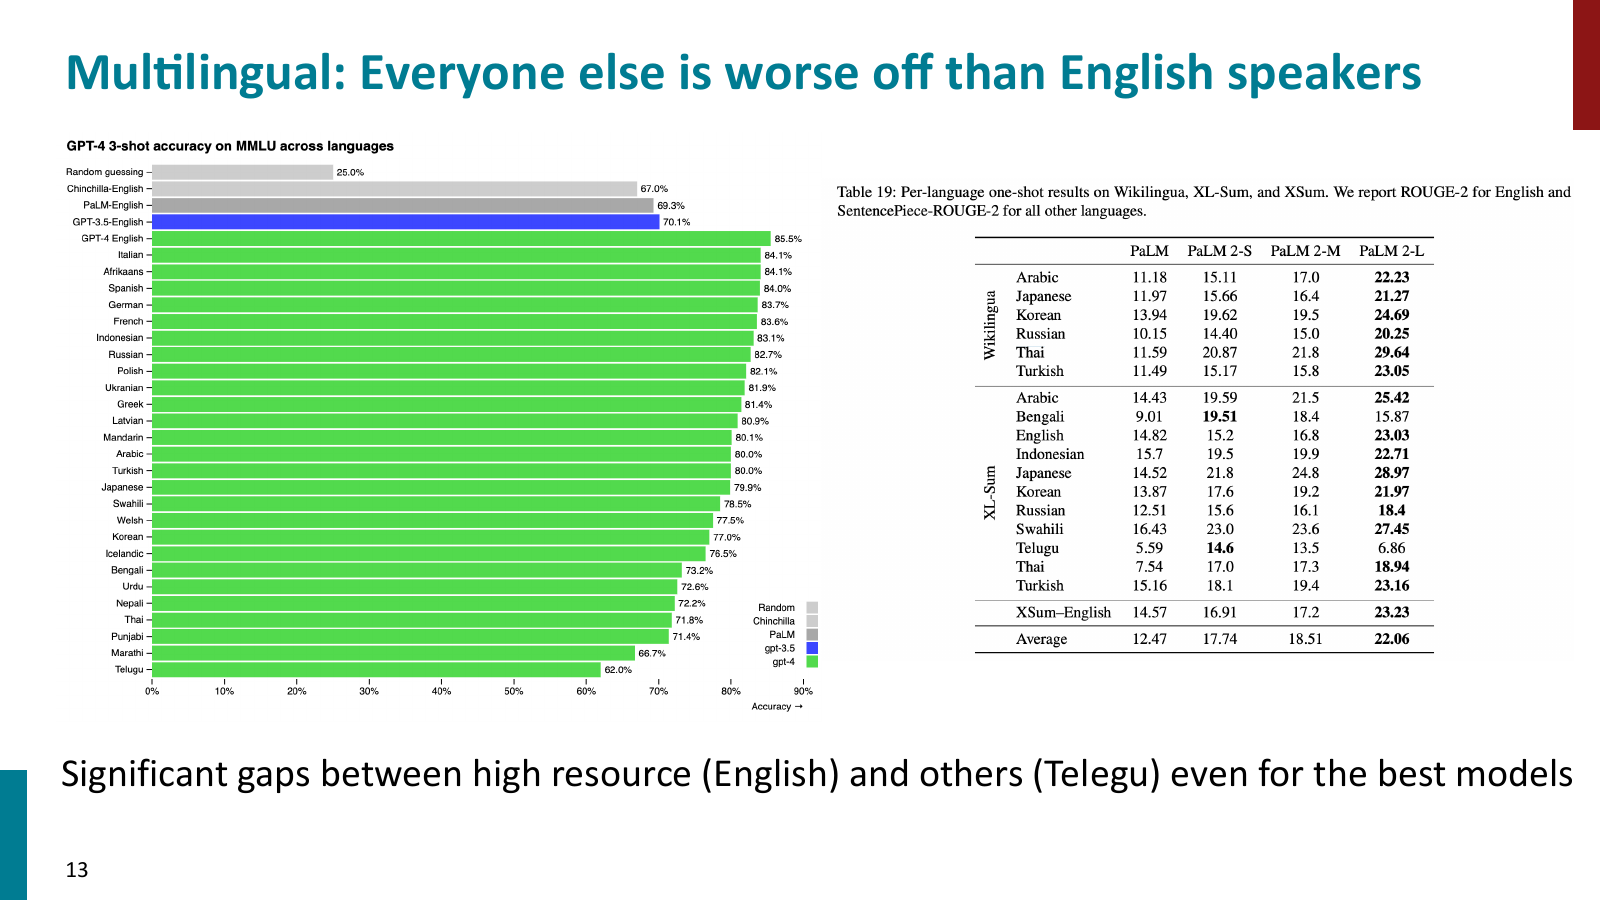 Multilingual: Everyone else is worse off than English speakers
GPT-4 3-shot accuracy on MMLU across languages
Random guessing 25.0%
Chinchilla-English 67.0%
PaLM-English 69.3%
GPT-3.5-English 70.1%
GPT-4 English 85.5%
Italian 84.1%
Afrikaans 84.1%
Spanish 84.0%
German 83.7%
French 83.6%
Indonesian 83.1%
Russian 82.7%
Polish 82.1%
Ukranian 81.9%
Greek 81.4%
Latvian 80.9%
Mandarin 80.1%
Arabic 80.0%
Turkish 80.0%
Japanese 79.9%
Swahili 78.5%
Welsh 77.5%
Korean 77.0%
Icelandic 76.5%
Bengali 73.2%
Urdu 72.6%
Nepali 72.2%
Thai 71.8%
Punjabi 71.4%
Marathi 66.7%
Telugu 62.0%
Random
Chinchilla
PaLM
gpt-3.5
gpt-4
0% 10% 20% 30% 40% 50% 60% 70% 80% 90%
Accuracy →
Table 19: Per-language one-shot results on Wikilingua, XL-Sum, and XSum. We report ROUGE-2 for English and
SentencePiece-ROUGE-2 for all other languages.
PaLM PaLM 2-S PaLM 2-M PaLM 2-L
Wikilingua
Arabic 11.18 15.11 17.0 22.23
Japanese 11.97 15.66 16.4 21.27
Korean 13.94 19.62 19.5 24.69
Russian 10.15 14.40 15.0 20.25
Thai 11.59 20.87 21.8 29.64
Turkish 11.49 15.17 15.8 23.05
XL-Sum
Arabic 14.43 19.59 21.5 25.42
Bengali 9.01 19.51 18.4 15.87
English 14.82 15.2 16.8 23.03
Indonesian 15.7 19.5 19.9 22.71
Japanese 14.52 21.8 24.8 28.97
Korean 13.87 17.6 19.2 21.97
Russian 12.51 15.6 16.1 18.4
Swahili 16.43 23.0 23.6 27.45
Telugu 5.59 14.6 13.5 6.86
Thai 7.54 17.0 17.3 18.94
Turkish 15.16 18.1 19.4 23.16
XSum–English 14.57 16.91 17.2 23.23
Average 12.47 17.74 18.51 22.06
Significant gaps between high resource (English) and others (Telegu) even for the best models
13